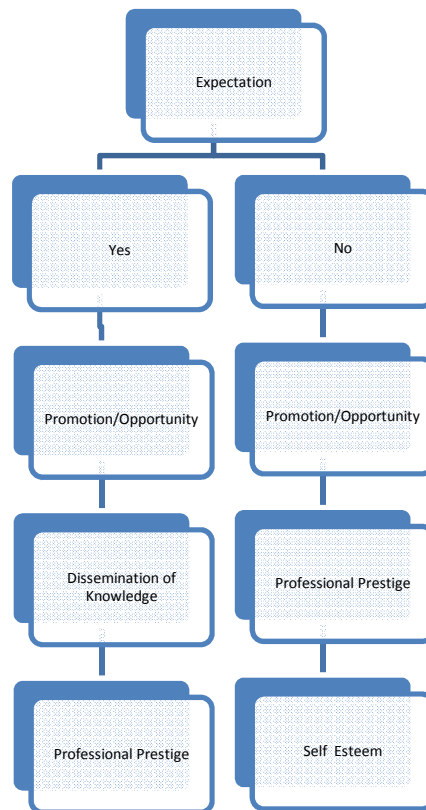 Expectation
Yes
No
Promotion/Opportunity
Promotion/Opportunity
Dissemination of
Knowledge
Professional Prestige
Professional Prestige
Self Esteem